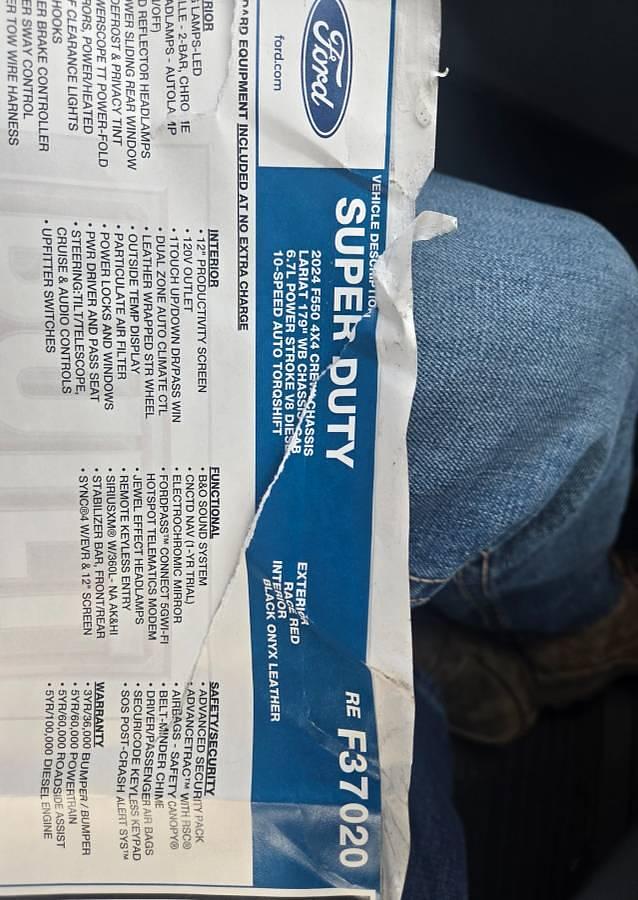 Ford
ford.com
VEHICLE DESCRIPTION
SUPER DUTY
2024 F550 4X4 CREW CHASSIS
LARIAT 179" WB CHASSIS CAB
6.7L POWER STROKE V8 DIESEL
10-SPEED AUTO TORQSHIFT
EXTERIOR
RACE RED
INTERIOR
BLACK ONYX LEATHER
RE F37020
DARD EQUIPMENT INCLUDED AT NO EXTRA CHARGE
RIOR
LAMPS-LED
LLE - 2-BAR, CHROME
ADLAMPS - AUTOLAMP
/OFF)
D REFLECTOR HEADLAMPS
WER SLIDING REAR WINDOW
DEFROST & PRIVACY TINT
WERSCOPE TT POWER-FOLD
RORS, POWER/HEATED
F CLEARANCE LIGHTS
HOOKS
ER BRAKE CONTROLLER
ER SWAY CONTROL
R TOW WIRE HARNESS
INTERIOR
• 12" PRODUCTIVITY SCREEN
• 120V OUTLET
• 1TOUCH UP/DOWN DR/PASS WIN
• DUAL ZONE AUTO CLIMATE CTL
• LEATHER WRAPPED STR WHEEL
• OUTSIDE TEMP DISPLAY
• PARTICULATE AIR FILTER
• POWER LOCKS AND WINDOWS
• PWR DRIVER AND PASS SEAT
• STEERING:TILT/TELESCOPE,
CRUISE & AUDIO CONTROLS
• UPFITTER SWITCHES
FUNCTIONAL
• B&O SOUND SYSTEM
• CNCTD NAV (1-YR TRIAL)
• ELECTROCHROMIC MIRROR
• FORDPASS™ CONNECT 5GWI-FI
HOTSPOT TELEMATICS MODEM
• JEWEL EFFECT HEADLAMPS
• REMOTE KEYLESS ENTRY
• SIRIUSXM® W/360L- NA AK&HI
• STABILIZER BAR, FRONT/REAR
• SYNC®4 W/EVR & 12" SCREEN
SAFETY/SECURITY
• ADVANCED SECURITY PACK
• ADVANCETRAC™ WITH RSC®
• AIRBAGS - SAFETY CANOPY®
• BELT-MINDER CHIME
• DRIVER/PASSENGER AIR BAGS
• SECURICODE KEYLESS KEYPAD
• SOS POST-CRASH ALERT SYS™
WARRANTY
• 3YR/36,000 BUMPER / BUMPER
• 5YR/60,000 POWERTRAIN
• 5YR/60,000 ROADSIDE ASSIST
• 5YR/100,000 DIESEL ENGINE